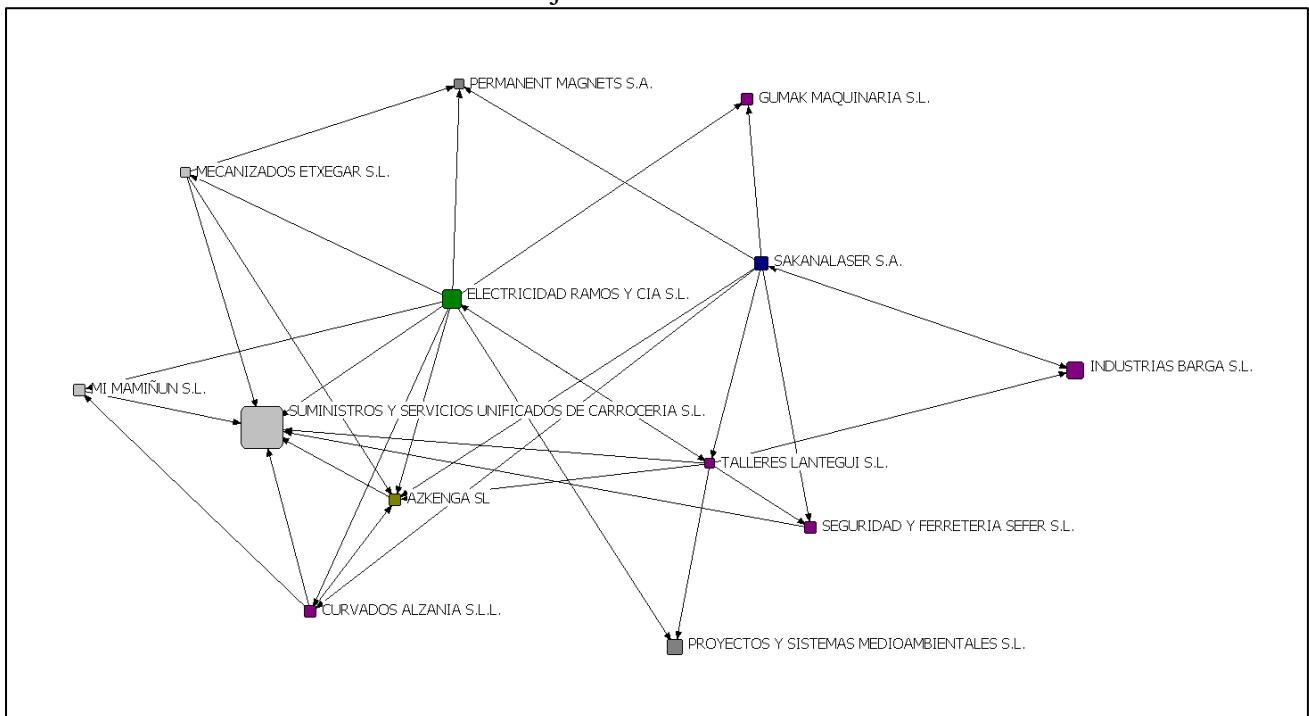 PERMANENT MAGNETS S.A.
GUMAK MAQUINARIA S.L.
MECANIZADOS ETXEGAR S.L.
SAKANALASER S.A.
ELECTRICIDAD RAMOS Y CIA S.L.
INDUSTRIAS BARGA S.L.
MI MAMIÑUN S.L.
SUMINISTROS Y SERVICIOS UNIFICADOS DE CARROCERIA S.L.
TALLERES LANTEGUI S.L.
AZKENGA SL
SEGURIDAD Y FERRETERIA SEFER S.L.
CURVADOS ALZANIA S.L.L.
PROYECTOS Y SISTEMAS MEDIOAMBIENTALES S.L.